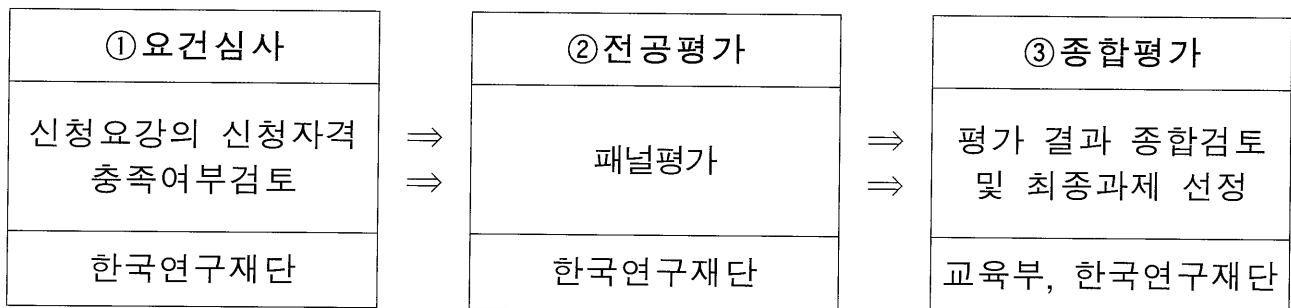 ①요건심사
신청요강의 신청자격
충족여부검토
한국연구재단
⇒
⇒
②전공평가
패널평가
한국연구재단
⇒
⇒
③종합평가
평가 결과 종합검토
및 최종과제 선정
교육부, 한국연구재단